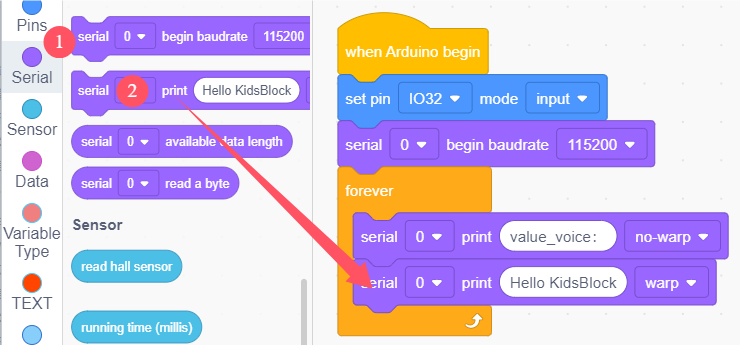 Pins
Serial
Sensor
Data
Variable
Type
TEXT
1
serial 0 begin baudrate 115200
serial 2 print Hello KidsBlock
serial 0 available data length
serial 0 read a byte
Sensor
read hall sensor
running time (millis)
when Arduino begin
set pin IO32 mode input
serial 0 begin baudrate 115200
forever
serial 0 print value_voice: no-warp
serial 0 print Hello KidsBlock warp